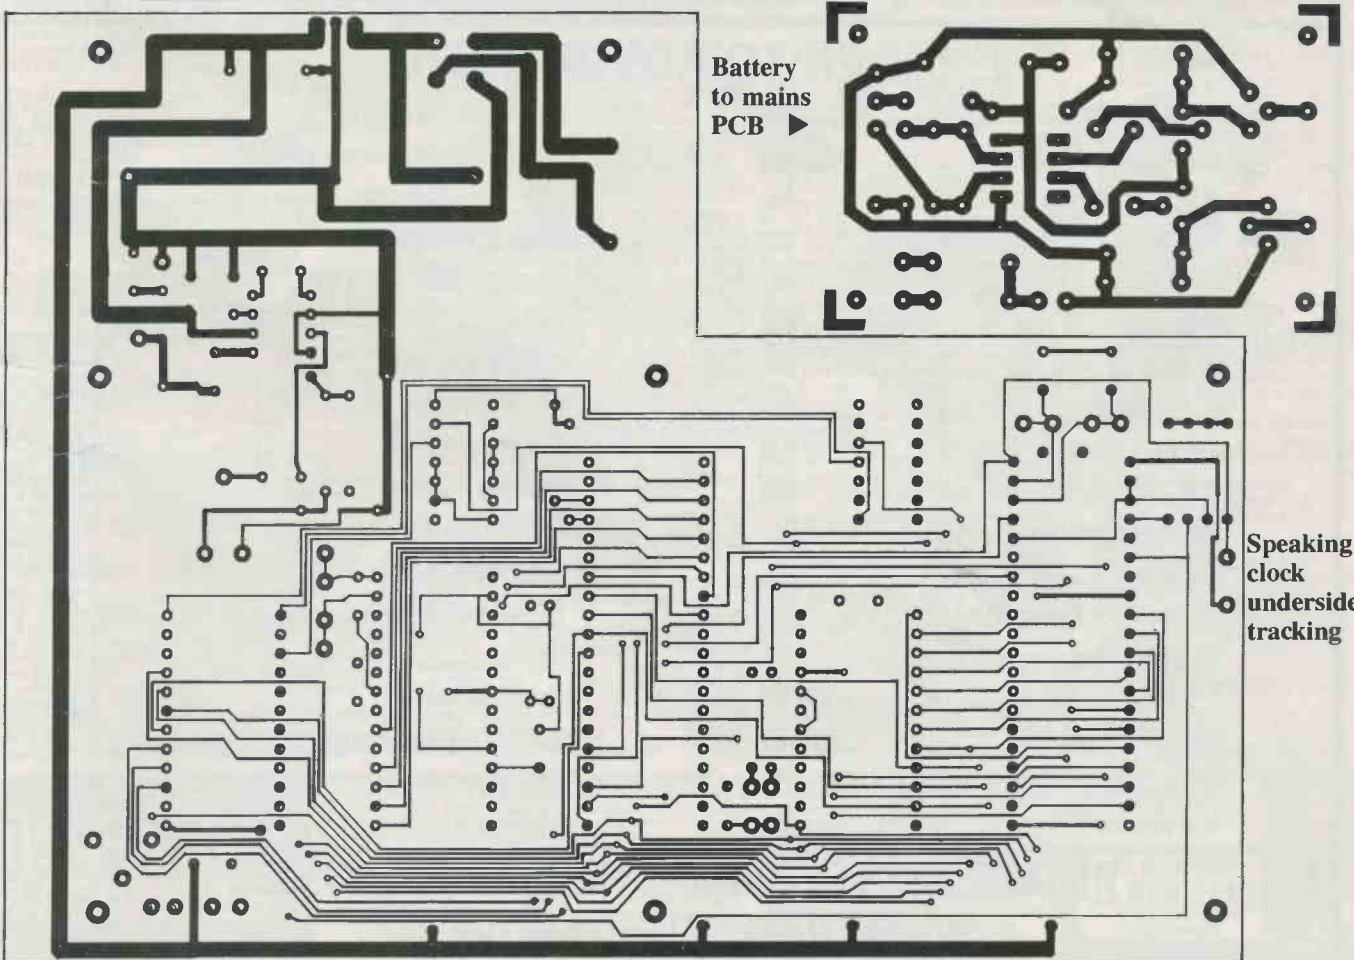 Battery
to mains
PCB ▶
Speaking
clock
underside
tracking